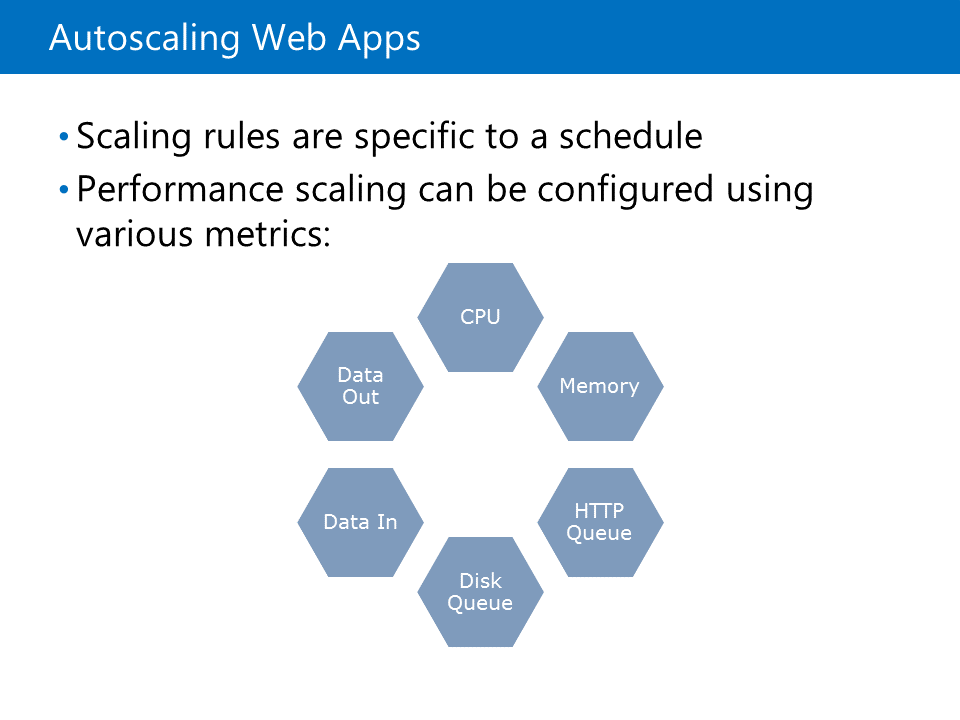 Autoscaling Web Apps
• Scaling rules are specific to a schedule
• Performance scaling can be configured using
various metrics:
CPU
Memory
HTTP
Queue
Disk
Queue
Data In
Data
Out